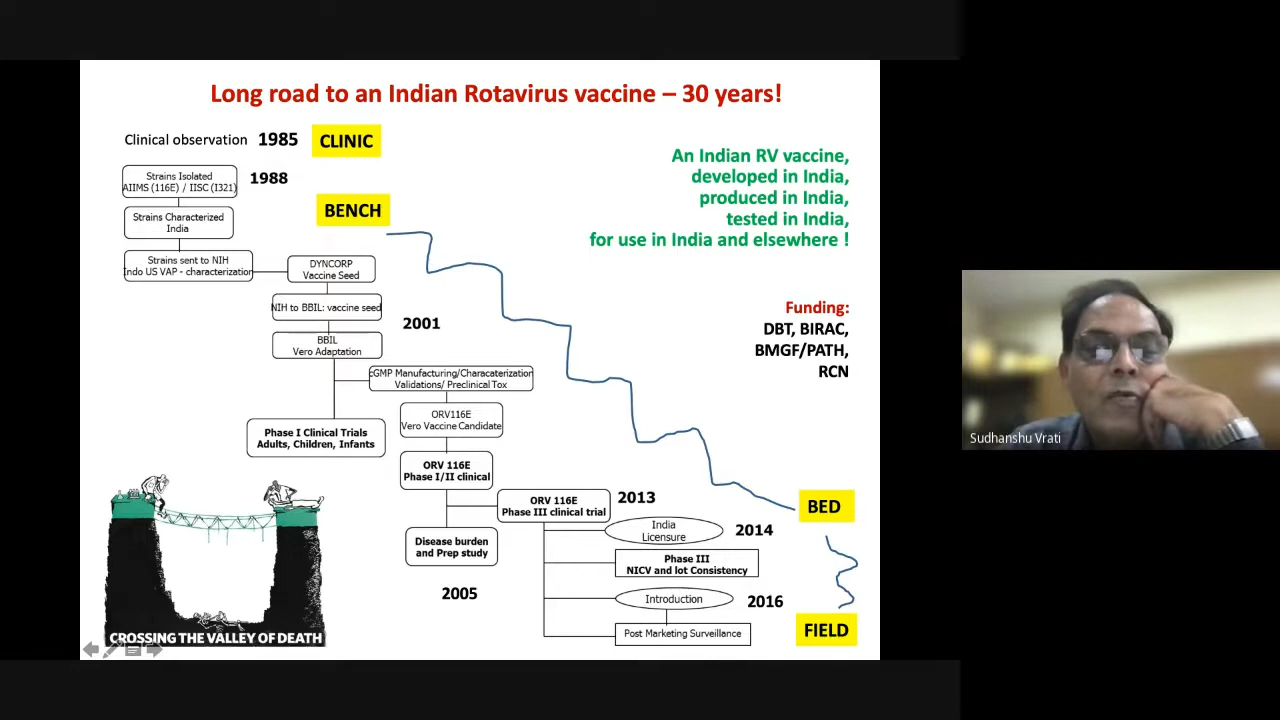 Long road to an Indian Rotavirus vaccine – 30 years!
Clinical observation 1985 CLINIC
Strains Isolated
AIIMS (116E) / IISC (I321)
1988
BENCH
Strains Characterized
India
Strains sent to NIH
Indo US VAP - characterization
DYNCORP
Vaccine Seed
NIH to BBIL: vaccine seed
2001
BBIL
Vero Adaptation
cGMP Manufacturing/Characaterization
Validations/ Preclinical Tox
ORV116E
Vero Vaccine Candidate
Phase I Clinical Trials
Adults, Children, Infants
ORV 116E
Phase I/II clinical
ORV 116E
Phase III clinical trial
2013
Disease burden
and Prep study
2005
India
Licensure
2014
Phase III
NICV and lot Consistency
Introduction
2016
Post Marketing Surveillance
BED
FIELD
An Indian RV vaccine,
developed in India,
produced in India,
tested in India,
for use in India and elsewhere !
Funding:
DBT, BIRAC,
BMGF/PATH,
RCN
CROSSING THE VALLEY OF DEATH
Sudhanshu Vrati